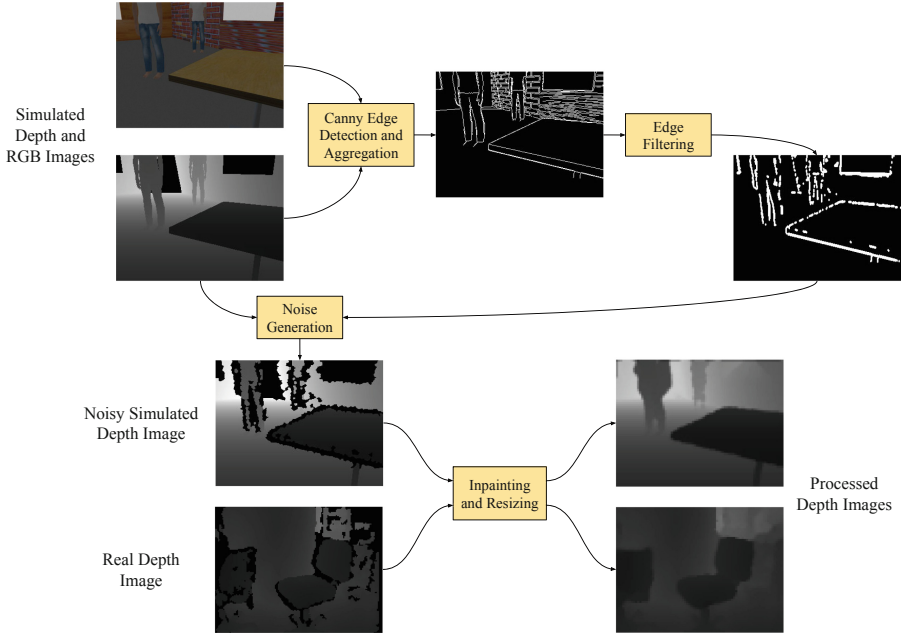 Simulated
Depth and
RGB Images
Canny Edge
Detection and
Aggregation
Edge
Filtering
Noise
Generation
Noisy Simulated
Depth Image
Inpainting
and Resizing
Processed
Depth Images
Real Depth
Image